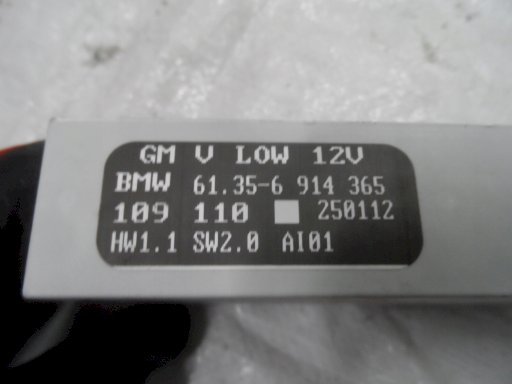 GM V LOW 12V
BMW 61.35-6 914 365
109 110 250112
HW1.1 SW2.0 AI01